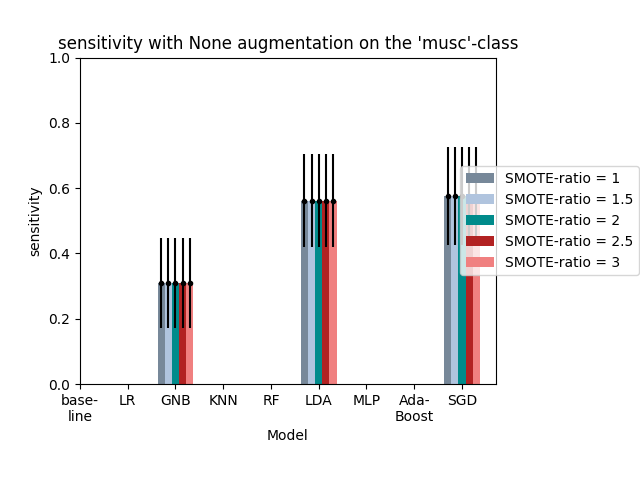 sensitivity with None augmentation on the 'musc'-class
1.0
0.8
0.6
0.4
0.2
0.0
sensitivity
SMOTE-ratio = 1
SMOTE-ratio = 1.5
SMOTE-ratio = 2
SMOTE-ratio = 2.5
SMOTE-ratio = 3
base-
line
LR
GNB
KNN
RF
LDA
MLP
Ada-
Boost
SGD
Model